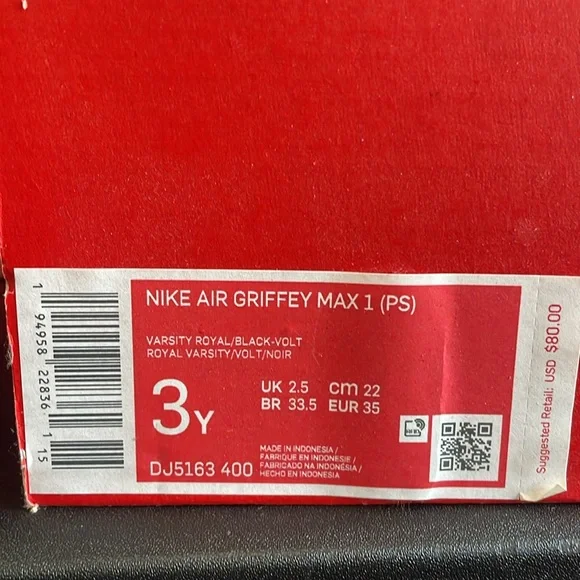 NIKE AIR GRIFFEY MAX 1 (PS)
VARSITY ROYAL/BLACK-VOLT
ROYAL VARSITY/VOLT/NOIR
3Y
UK 2.5 cm 22
BR 33.5 EUR 35
DJ5163 400
MADE IN INDONESIA /
FABRIQUE EN INDONESIE /
FABRICADO NA INDONÉSIA /
HECHO EN INDONESIA
1 94958 22836 1 15
Suggested Retail: USD $80.00